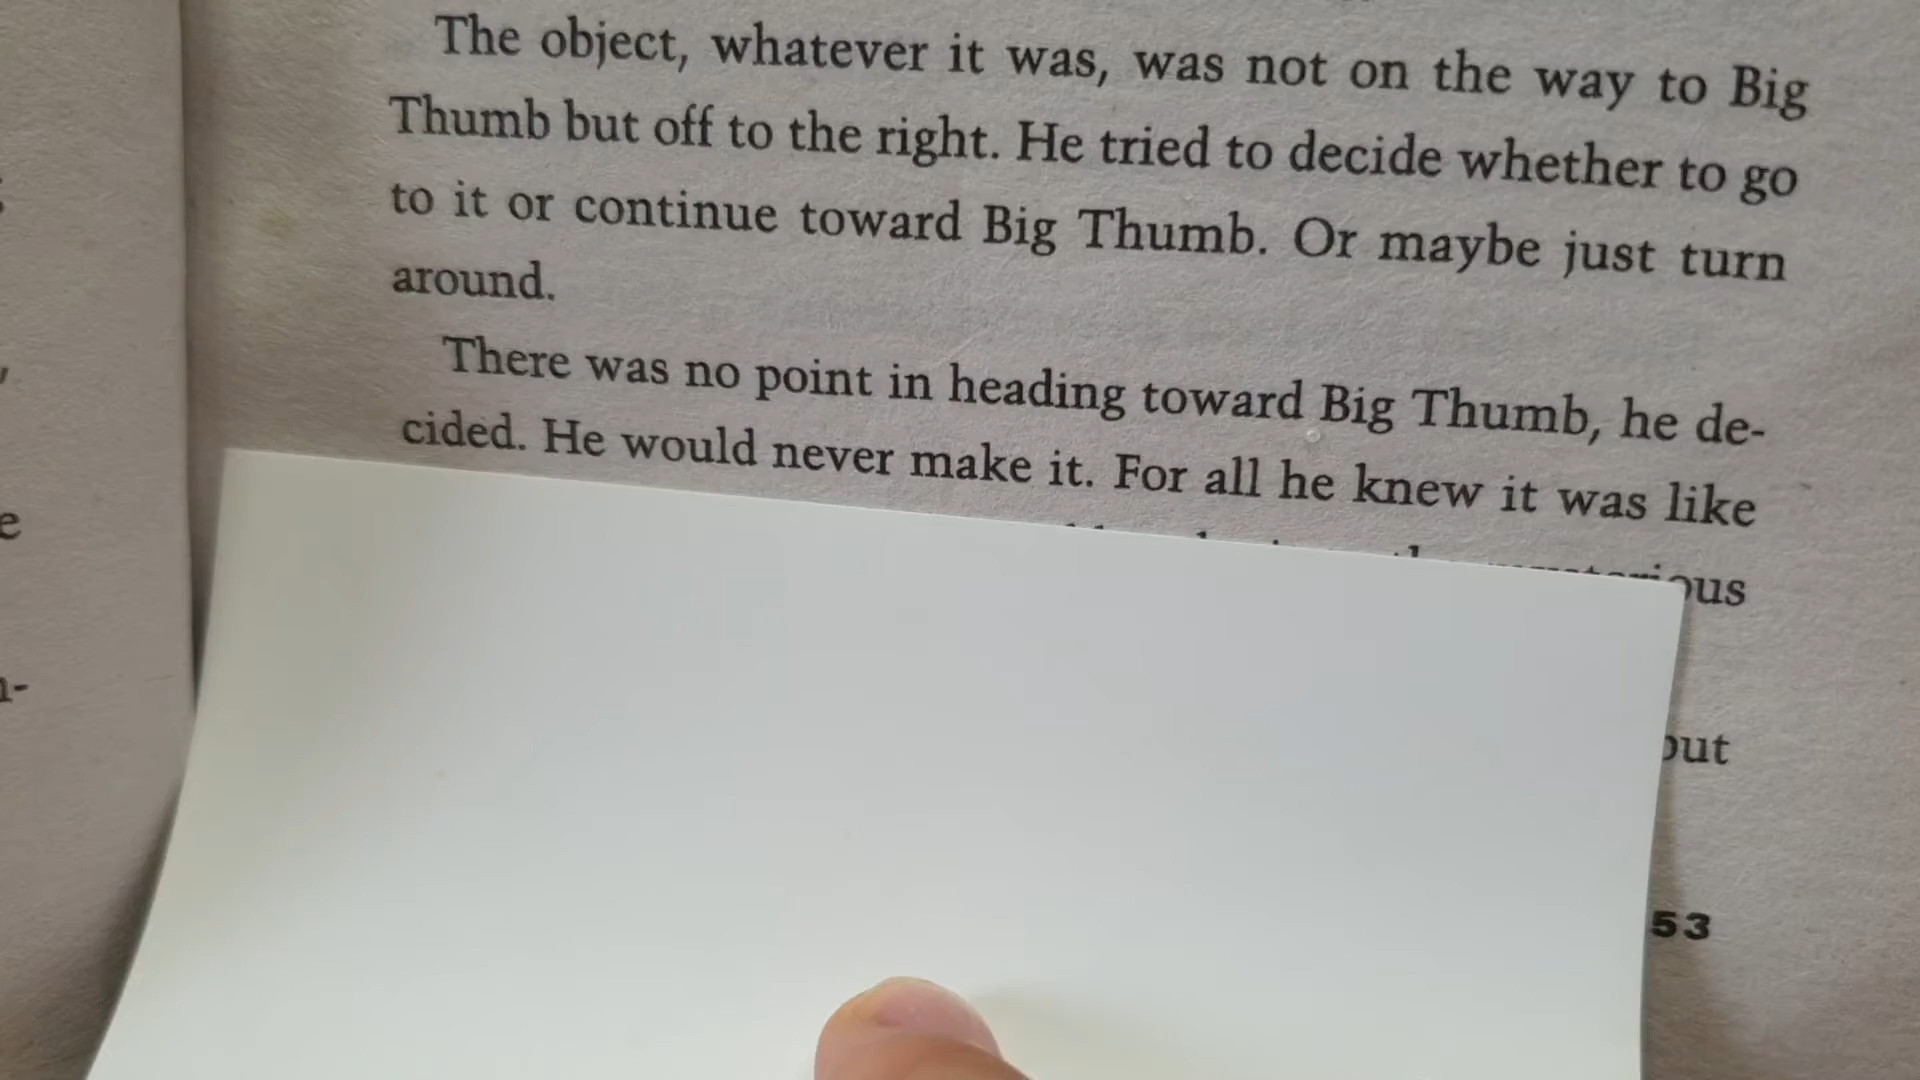 The object, whatever it was, was not on the way to Big
Thumb but off to the right. He tried to decide whether to go
to it or continue toward Big Thumb. Or maybe just turn
around.
There was no point in heading toward Big Thumb, he de-
cided. He would never make it. For all he knew it was like
53